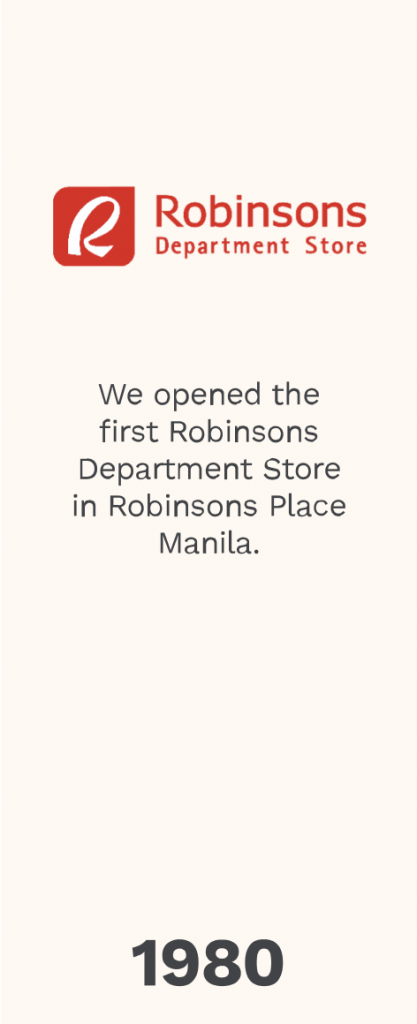 Robinsons
Department Store
We opened the
first Robinsons
Department Store
in Robinsons Place
Manila.
1980